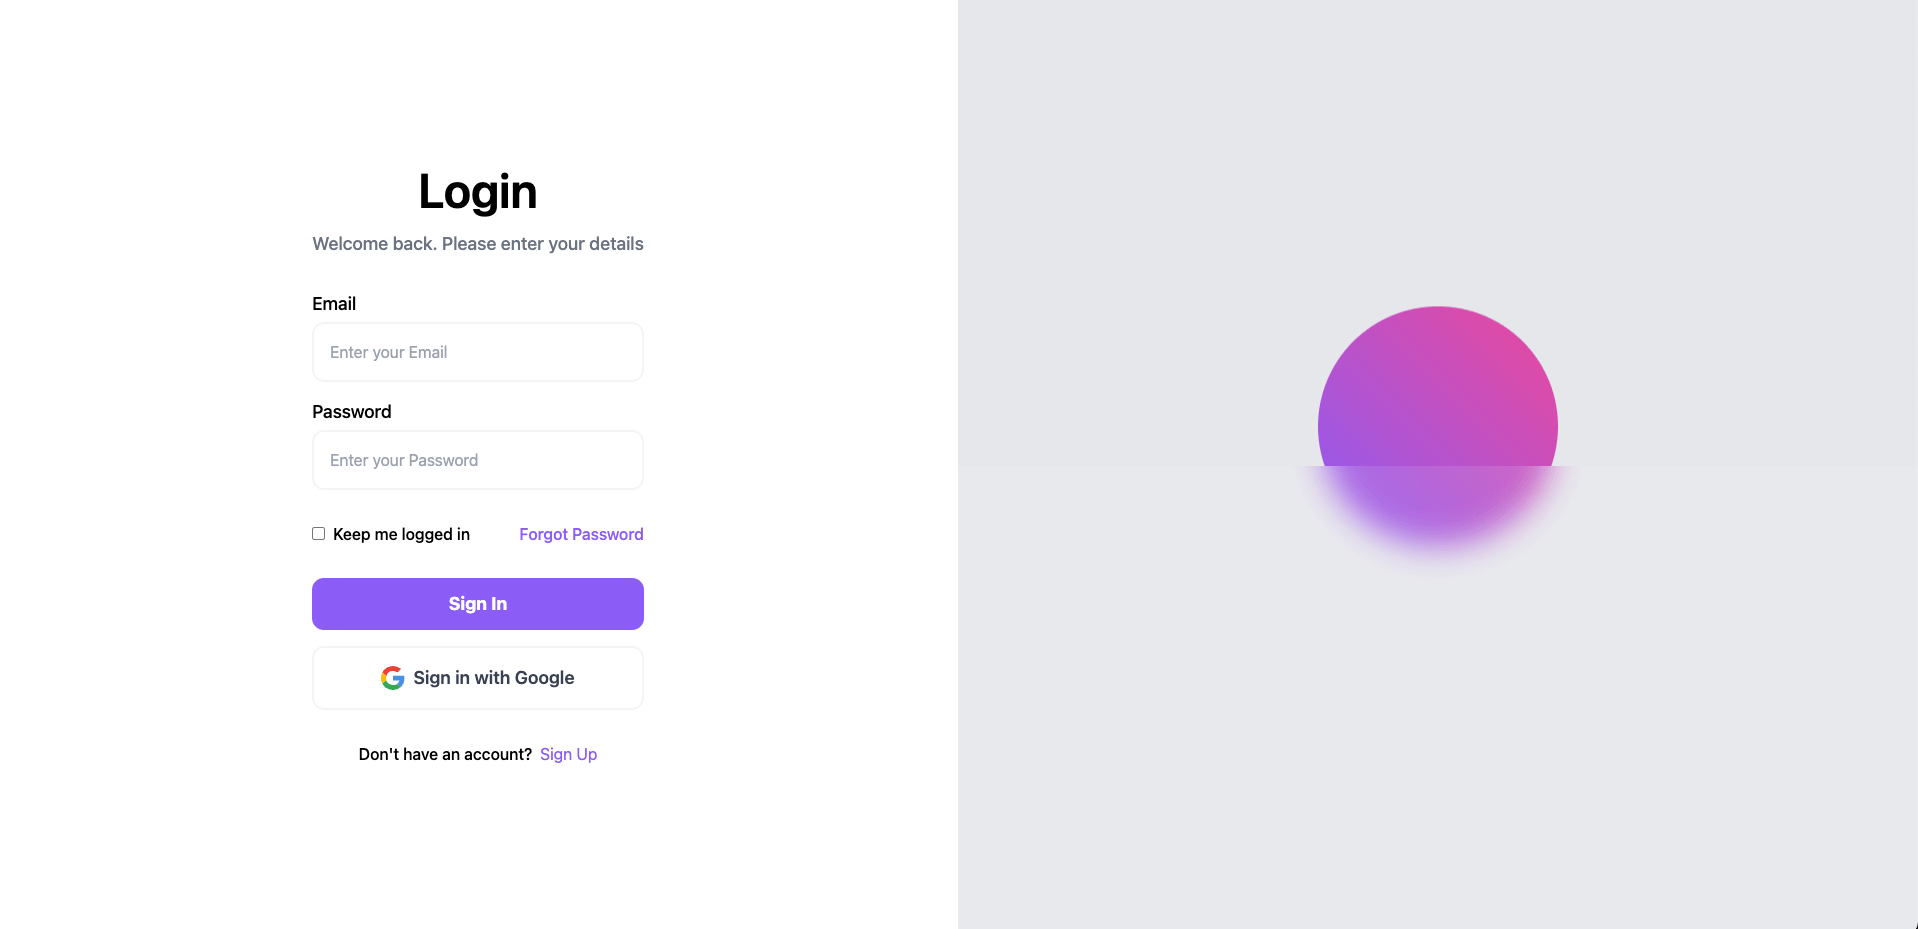 Login
Welcome back. Please enter your details
Email
Enter your Email
Password
Enter your Password
Keep me logged in Forgot Password
Sign In
Sign in with Google
Don't have an account? Sign Up